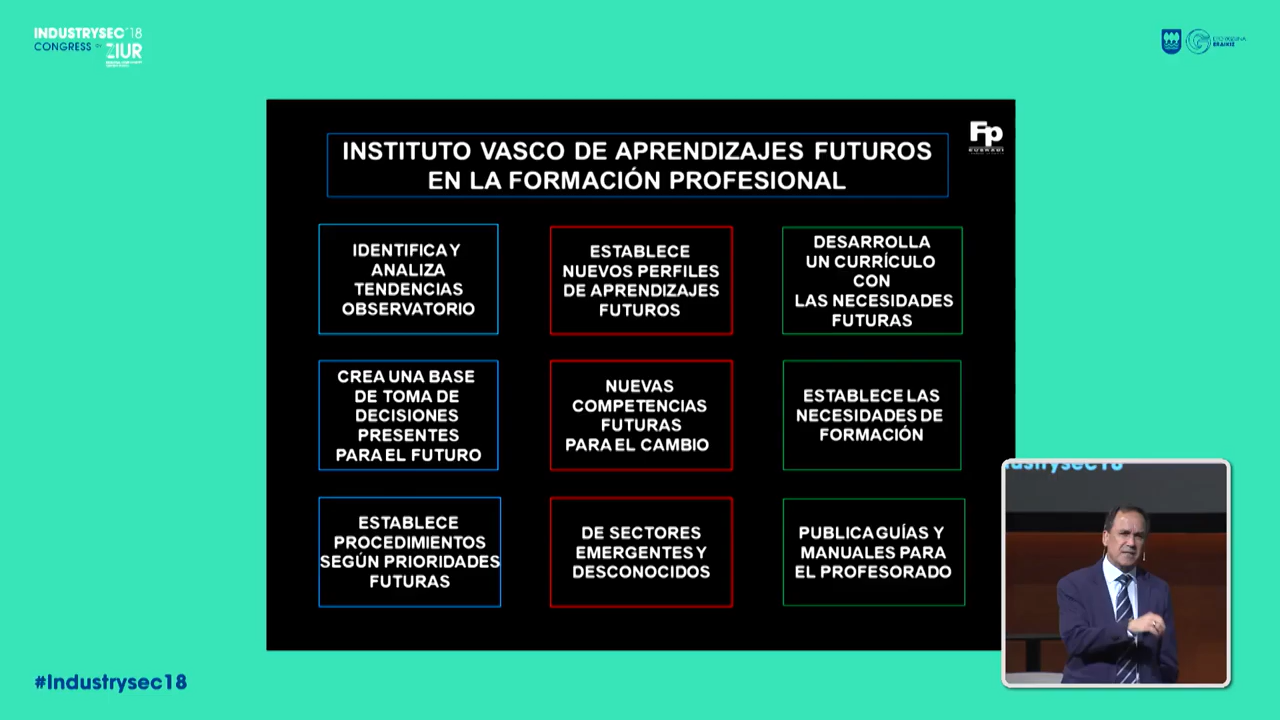 INDUSTRYSEC'18
CONGRESS BY ZIUR
FP
EUSKADI
INSTITUTO VASCO DE APRENDIZAJES FUTUROS
EN LA FORMACIÓN PROFESIONAL
IDENTIFICA Y
ANALIZA
TENDENCIAS
OBSERVATORIO
ESTABLECE
NUEVOS PERFILES
DE APRENDIZAJES
FUTUROS
DESARROLLA
UN CURRÍCULO
CON
LAS NECESIDADES
FUTURAS
CREA UNA BASE
DE TOMA DE
DECISIONES
PRESENTES
PARA EL FUTURO
NUEVAS
COMPETENCIAS
FUTURAS
PARA EL CAMBIO
ESTABLECE LAS
NECESIDADES DE
FORMACIÓN
ESTABLECE
PROCEDIMIENTOS
SEGÚN PRIORIDADES
FUTURAS
DE SECTORES
EMERGENTES Y
DESCONOCIDOS
PUBLICA GUÍAS Y
MANUALES PARA
EL PROFESORADO
industrysec18
#Industrysec18